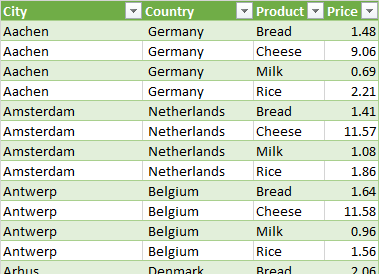 City Country Product Price
Aachen Germany Bread 1.48
Aachen Germany Cheese 9.06
Aachen Germany Milk 0.69
Aachen Germany Rice 2.21
Amsterdam Netherlands Bread 1.41
Amsterdam Netherlands Cheese 11.57
Amsterdam Netherlands Milk 1.08
Amsterdam Netherlands Rice 1.86
Antwerp Belgium Bread 1.64
Antwerp Belgium Cheese 11.58
Antwerp Belgium Milk 0.96
Antwerp Belgium Rice 1.56
Arhus Denmark Bread 2.06